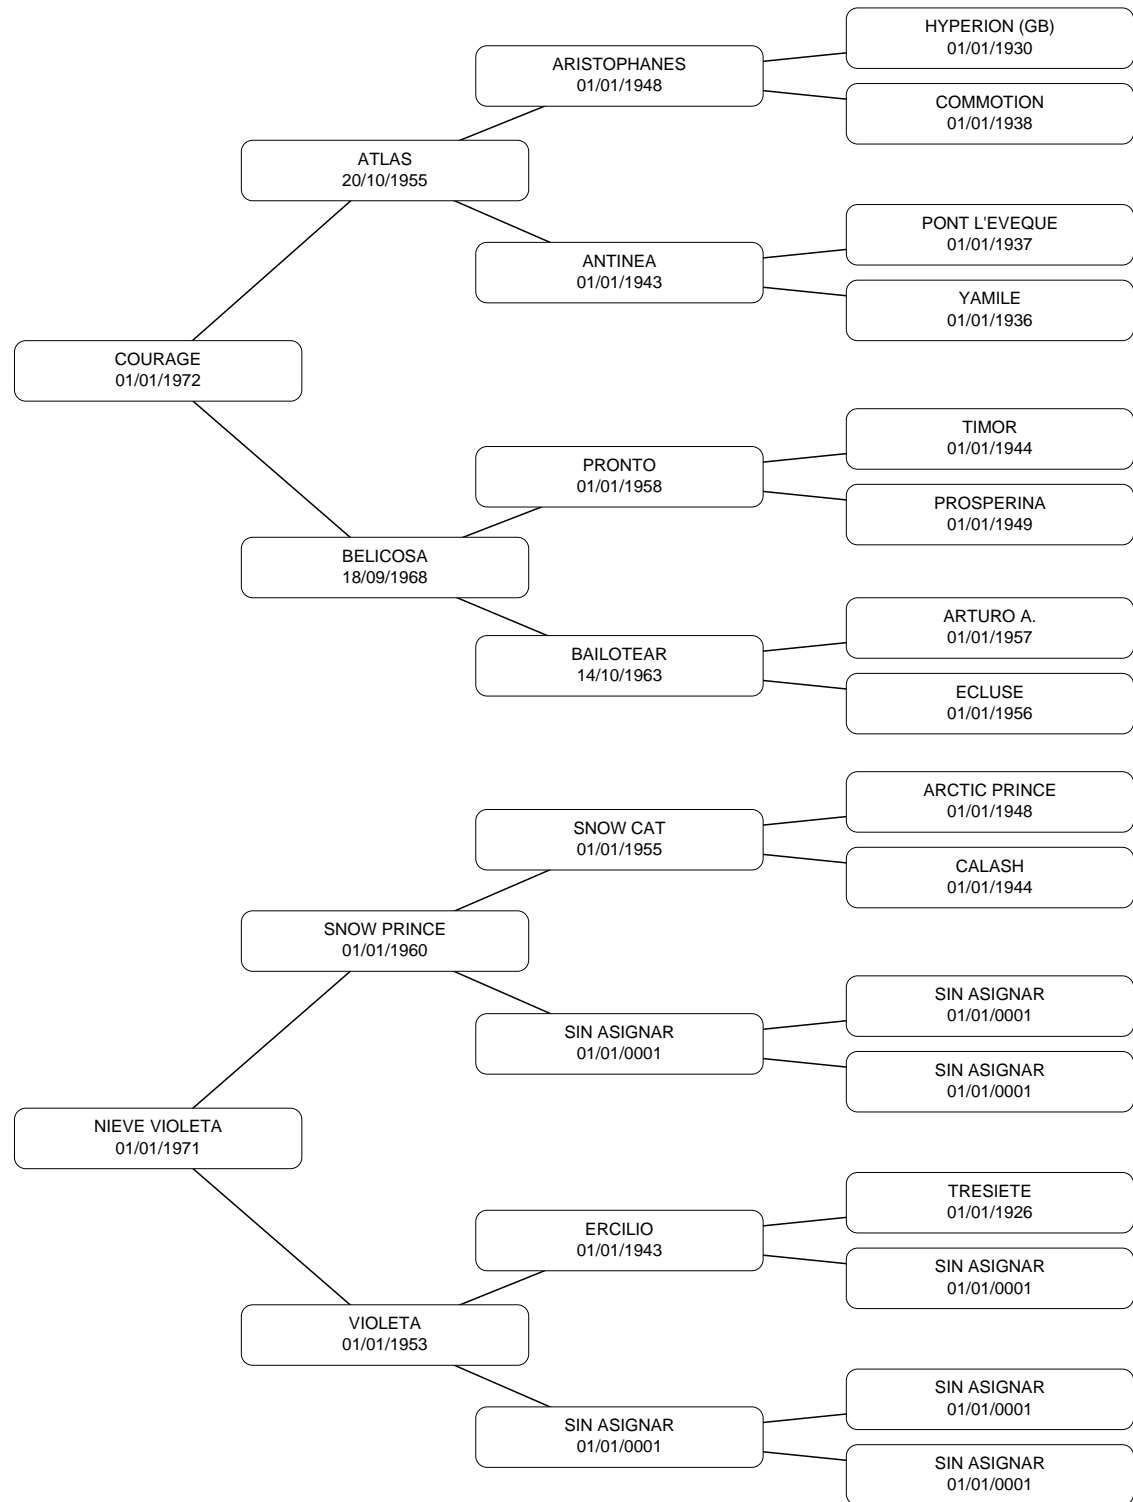 HYPERION (GB)
01/01/1930
ARISTOPHANES
01/01/1948
COMMOTION
01/01/1938
ATLAS
20/10/1955
PONT L'EVEQUE
01/01/1937
ANTINEA
01/01/1943
YAMILE
01/01/1936
COURAGE
01/01/1972
TIMOR
01/01/1944
PRONTO
01/01/1958
PROSPERINA
01/01/1949
BELICOSA
18/09/1968
ARTURO A.
01/01/1957
BAILOTEAR
14/10/1963
ECLUSE
01/01/1956
ARCTIC PRINCE
01/01/1948
SNOW CAT
01/01/1955
CALASH
01/01/1944
SNOW PRINCE
01/01/1960
SIN ASIGNAR
01/01/0001
SIN ASIGNAR
01/01/0001
SIN ASIGNAR
01/01/0001
NIEVE VIOLETA
01/01/1971
TRESIETE
01/01/1926
ERCILIO
01/01/1943
SIN ASIGNAR
01/01/0001
VIOLETA
01/01/1953
SIN ASIGNAR
01/01/0001
SIN ASIGNAR
01/01/0001
SIN ASIGNAR
01/01/0001